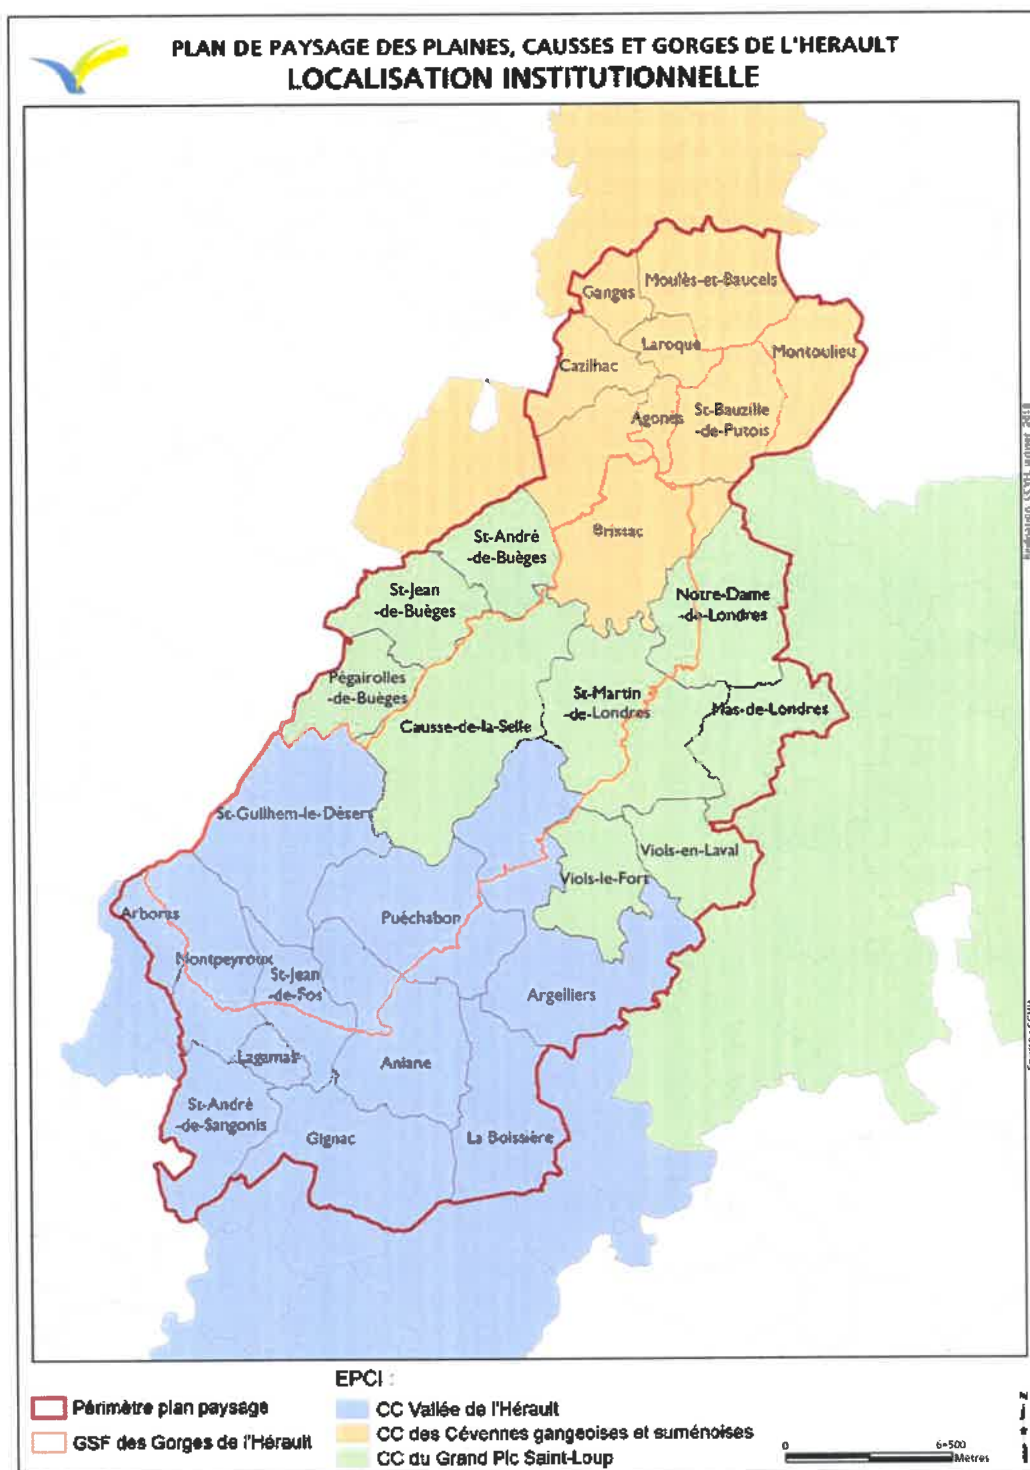 PLAN DE PAYSAGE DES PLAINES, CAUSSES ET GORGES DE L'HERAULT
LOCALISATION INSTITUTIONNELLE
Ganges
Moulès-et-Baucels
Laroque
Cazilhac
Montoulieu
Agonès
St-Bauzille
-de-Putois
Brissac
St-André
-de-Buèges
St-Jean
-de-Buèges
Notre-Dame
-de-Londres
Pégairolles
-de-Buèges
St-Martin
-de-Londres
Mas-de-Londres
Causse-de-la-Selle
St-Guilhem-le-Désert
Viols-en-Laval
Viols-le-Fort
Arboras
Puéchabon
Montpeyroux
St-Jean
-de-Fos
Argelliers
Lagamas
Aniane
St-André
-de-Sangonis
Gignac
La Boissière
EPCI :
Périmètre plan paysage
GSF des Gorges de l'Hérault
CC Vallée de l'Hérault
CC des Cévennes gangeoises et suménoises
CC du Grand Pic Saint-Loup
0
6 500
Mètres
N